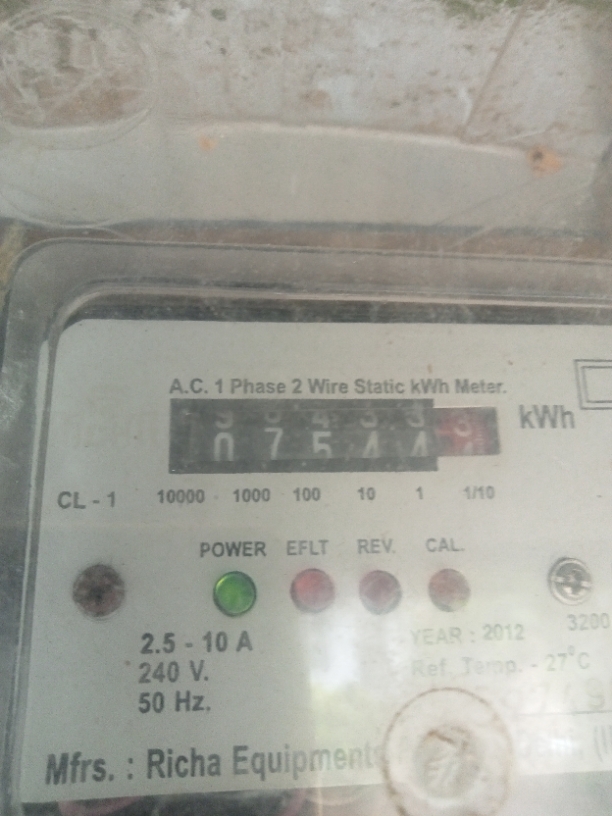 A.C. 1 Phase 2 Wire Static kWh Meter.
0 7 5 4 4 kWh
CL - 1 10000 1000 100 10 1 1/10
POWER EFLT REV. CAL.
3200
2.5 - 10 A YEAR : 2012
240 V. Ref. Temp. - 27°C
50 Hz.
Mfrs. : Richa Equipments